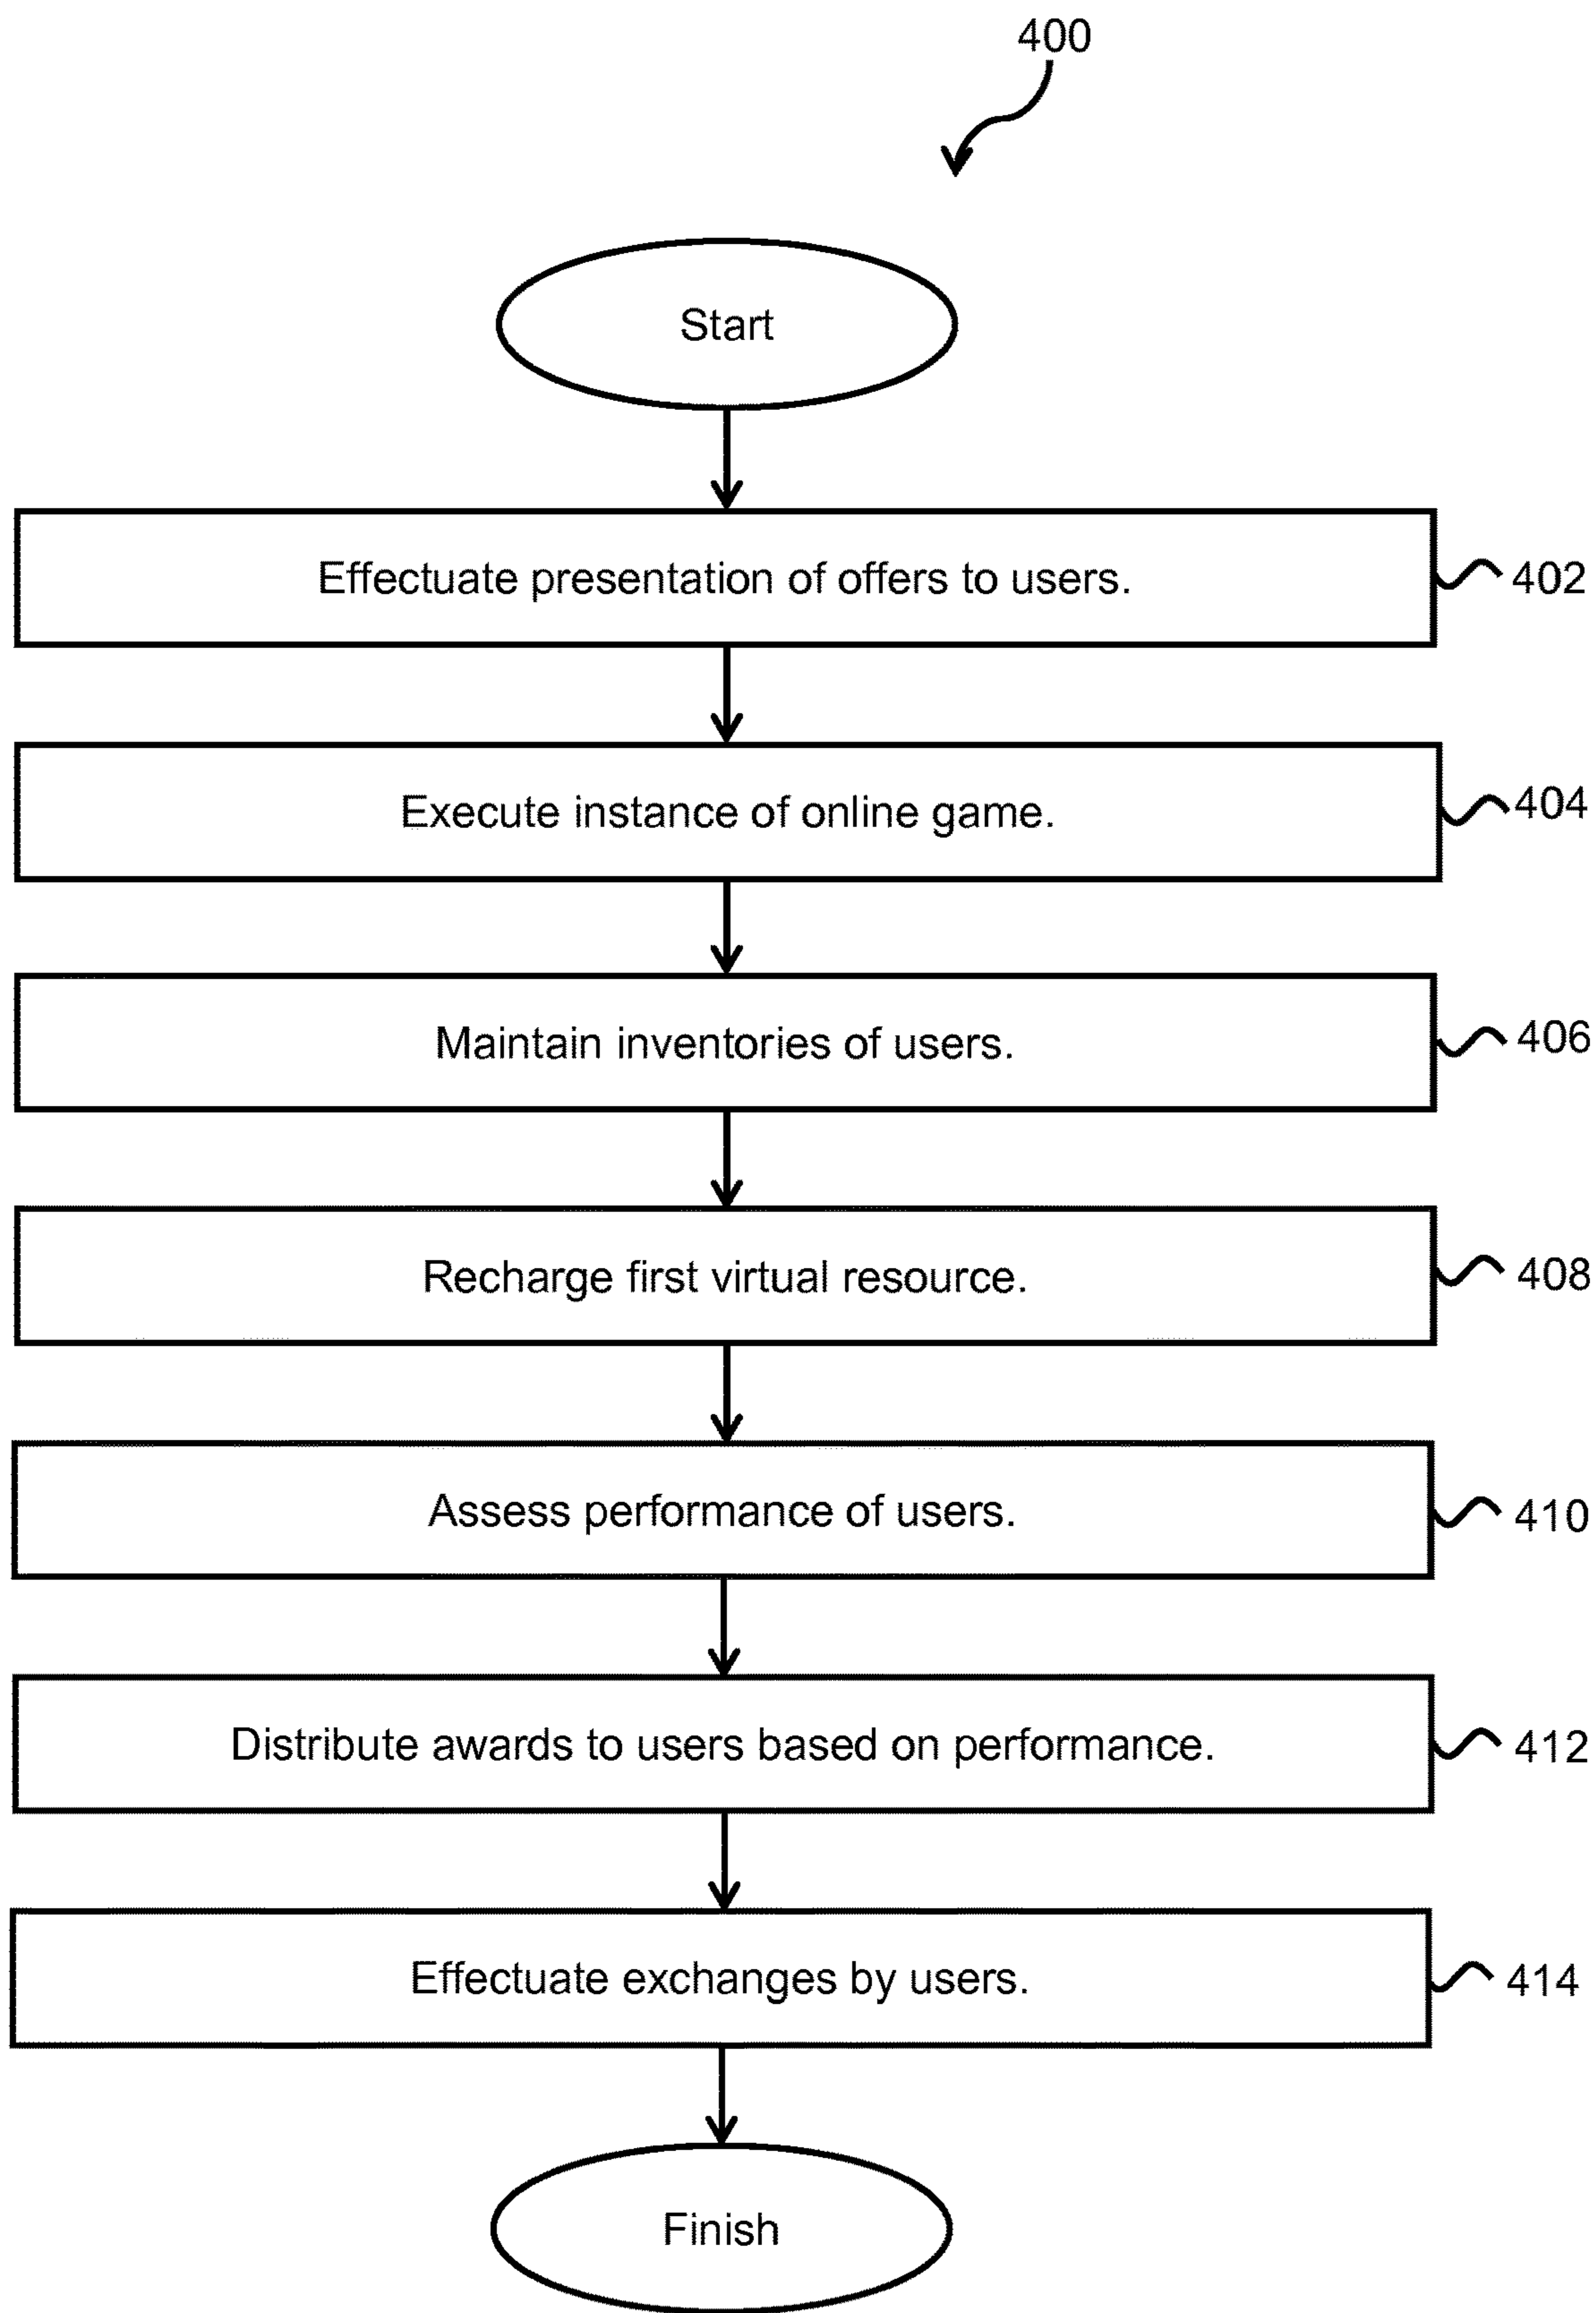 400
Start
Effectuate presentation of offers to users.
402
Execute instance of online game.
404
Maintain inventories of users.
406
Recharge first virtual resource.
408
Assess performance of users.
410
Distribute awards to users based on performance.
412
Effectuate exchanges by users.
414
Finish